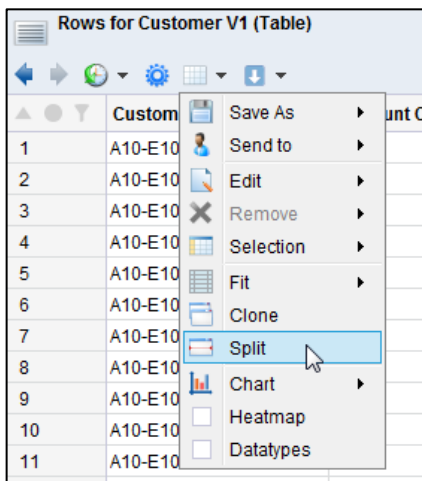 Rows for Customer V1 (Table)
Custom unt C
1 A10-E10 Save As
2 A10-E10 Send to
3 A10-E10 Edit
4 A10-E10 Remove
5 A10-E10 Selection
6 A10-E10 Fit
7 A10-E10 Clone
8 A10-E10 Split
9 A10-E10 Chart
10 A10-E10 Heatmap
11 A10-E10 Datatypes